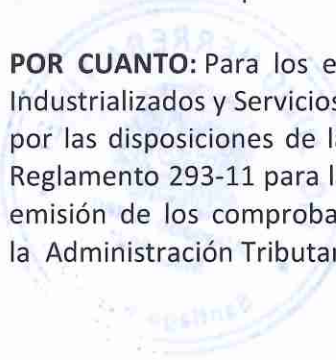 POR CUANTO: Para los e
Industrializados y Servicios
por las disposiciones de la
Reglamento 293-11 para l
emisión de los comproba
la Administración Tributar